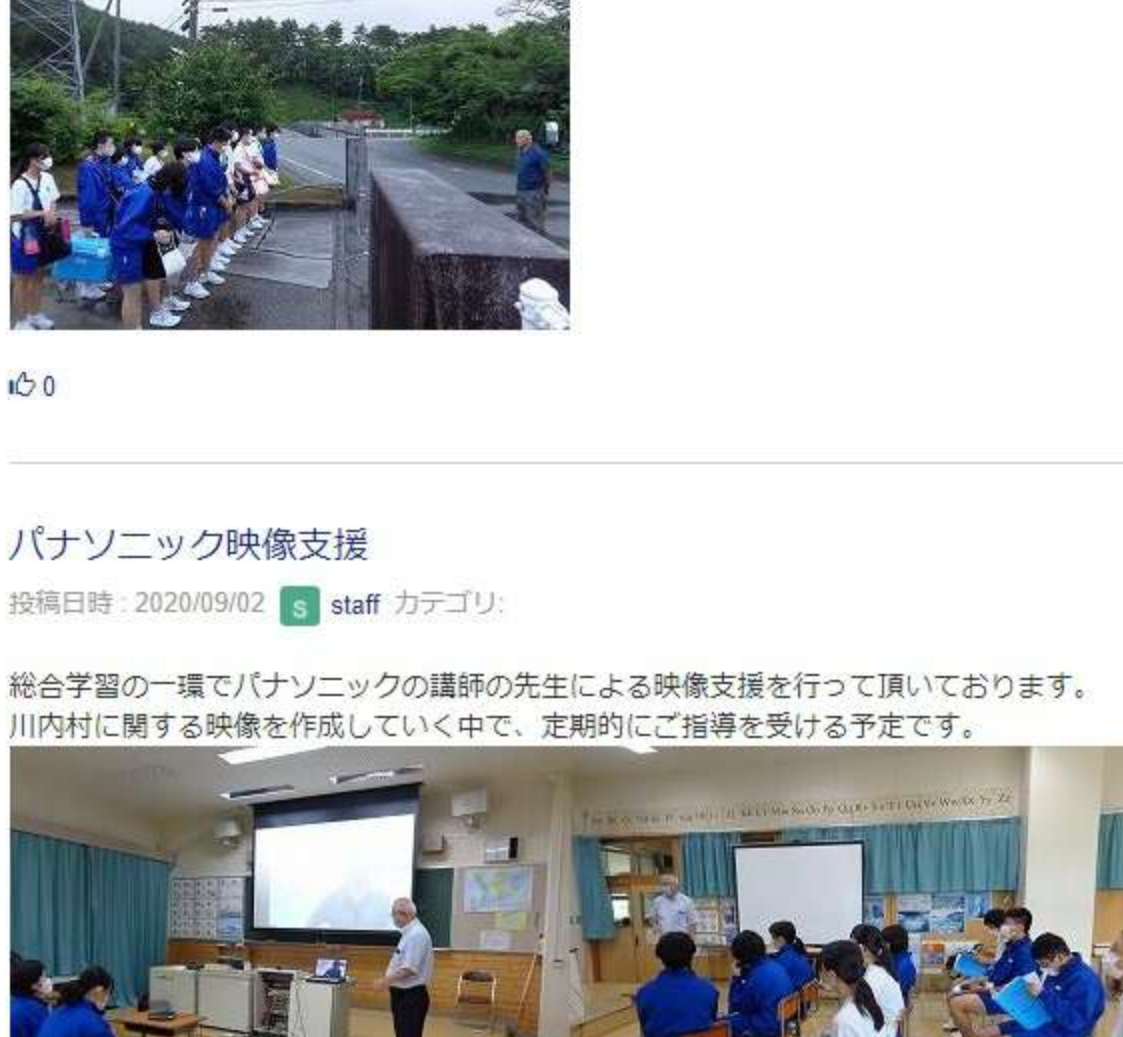 0
パナソニック映像支援
投稿日時 : 2020/09/02 s staff カテゴリ:
総合学習の一環でパナソニックの講師の先生による映像支援を行って頂いております。
川内村に関する映像を作成していく中で、定期的にご指導を受ける予定です。